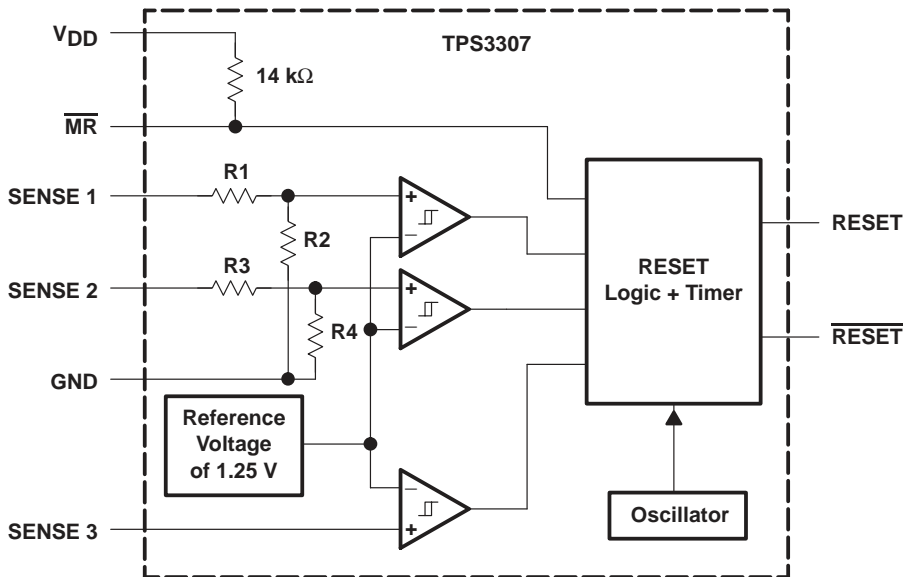 VDD
TPS3307
14 kΩ
MR
SENSE 1
R1
+
−
R2
RESET
SENSE 2
R3
+
−
R4
RESET
Logic + Timer
RESET
GND
Reference
Voltage
of 1.25 V
−
+
SENSE 3
Oscillator